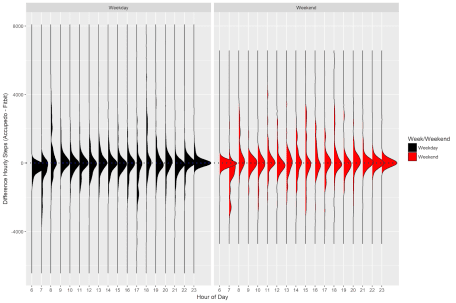 Weekday Weekend
8000
4000
0
-4000
Difference Hourly Steps (Accupedo - Fitbit)
6 7 8 9 10 11 12 13 14 15 16 17 18 19 20 21 22 23 6 7 8 9 10 11 12 13 14 15 16 17 18 19 20 21 22 23
Hour of Day
Week/Weekend
Weekday
Weekend